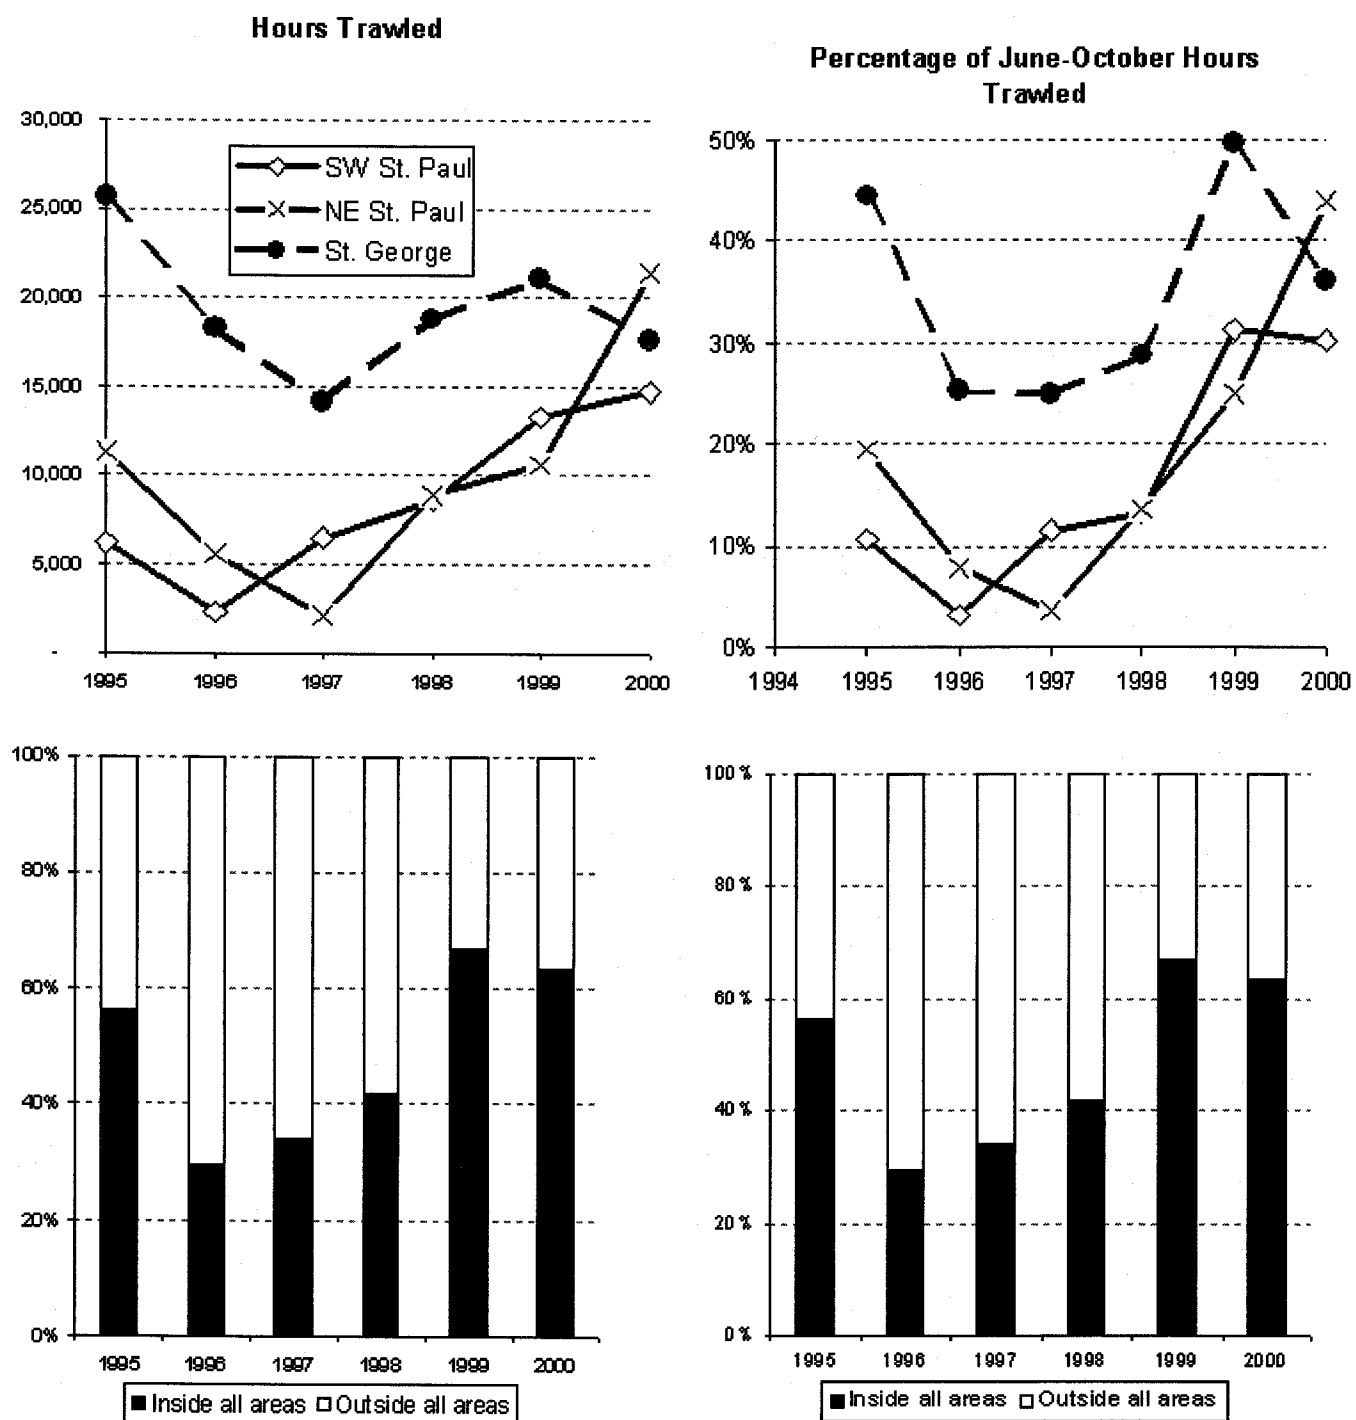 Hours Trawled
30,000
25,000
20,000
15,000
10,000
5,000
-
SW St. Paul
NE St. Paul
St. George
1995 1996 1997 1998 1999 2000
Percentage of June-October Hours
Trawled
50%
40%
30%
20%
10%
0%
1994 1995 1996 1997 1998 1999 2000
100%
80%
60%
40%
20%
0%
1995 1996 1997 1998 1999 2000
Inside all areas Outside all areas
100%
80%
60%
40%
20%
0%
1995 1996 1997 1998 1999 2000
Inside all areas Outside all areas